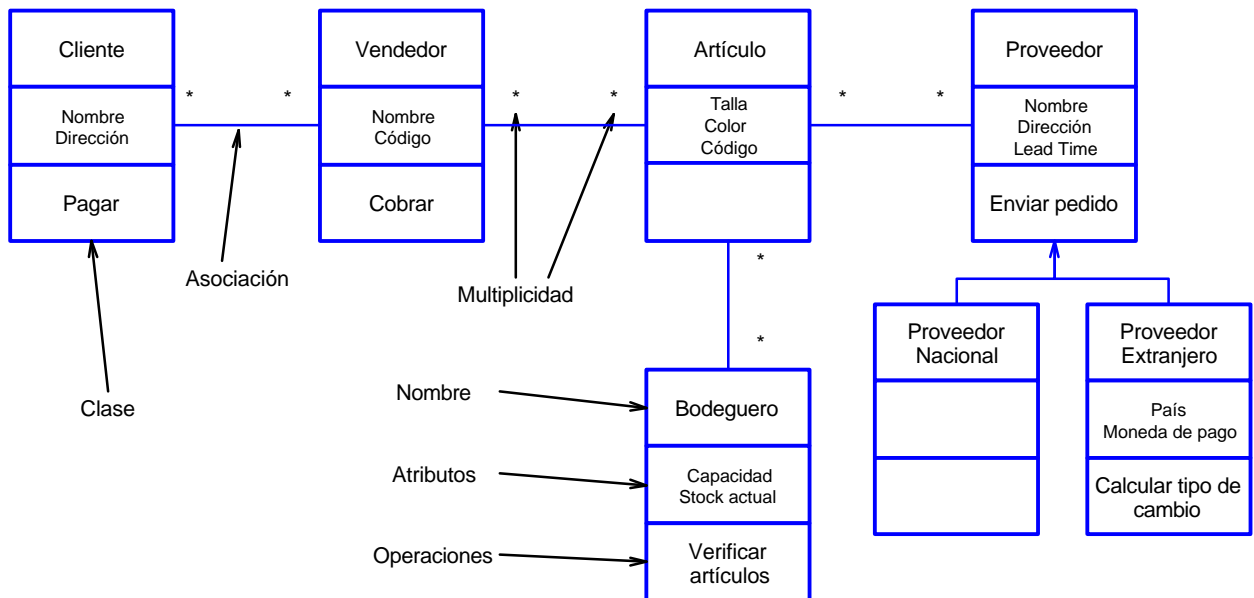 Cliente
Nombre
Dirección
Pagar
Vendedor
Nombre
Código
Cobrar
Artículo
Talla
Color
Código
Proveedor
Nombre
Dirección
Lead Time
Enviar pedido
* * * * * *
Asociación
Multiplicidad
Clase
*
*
Nombre
Atributos
Operaciones
Bodeguero
Capacidad
Stock actual
Verificar
artículos
Proveedor
Nacional
Proveedor
Extranjero
País
Moneda de pago
Calcular tipo de
cambio